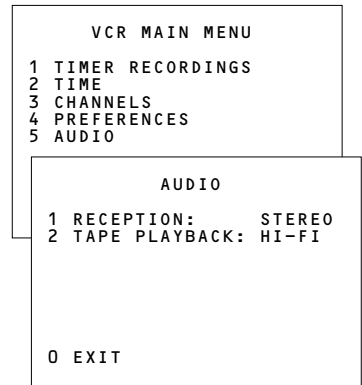 VCR MAIN MENU
1 TIMER RECORDINGS
2 TIME
3 CHANNELS
4 PREFERENCES
5 AUDIO
AUDIO
1 RECEPTION: STEREO
2 TAPE PLAYBACK: HI-FI
0 EXIT